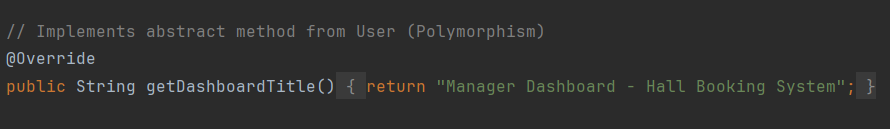 // Implements abstract method from User (Polymorphism)
@Override
public String getDashboardTitle() { return "Manager Dashboard - Hall Booking System"; }